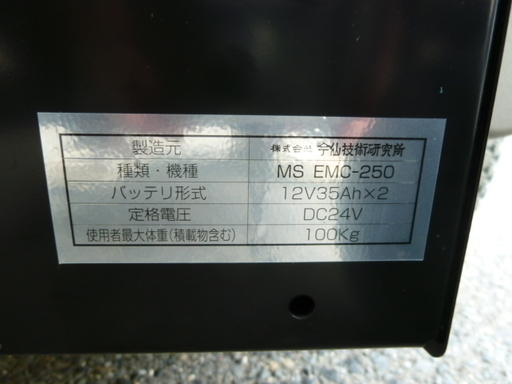 製造元 株式会社 今仙技術研究所
種類・機種 MS EMC-250
バッテリ形式 12V35Ah×2
定格電圧 DC24V
使用者最大体重(積載物含む) 100Kg